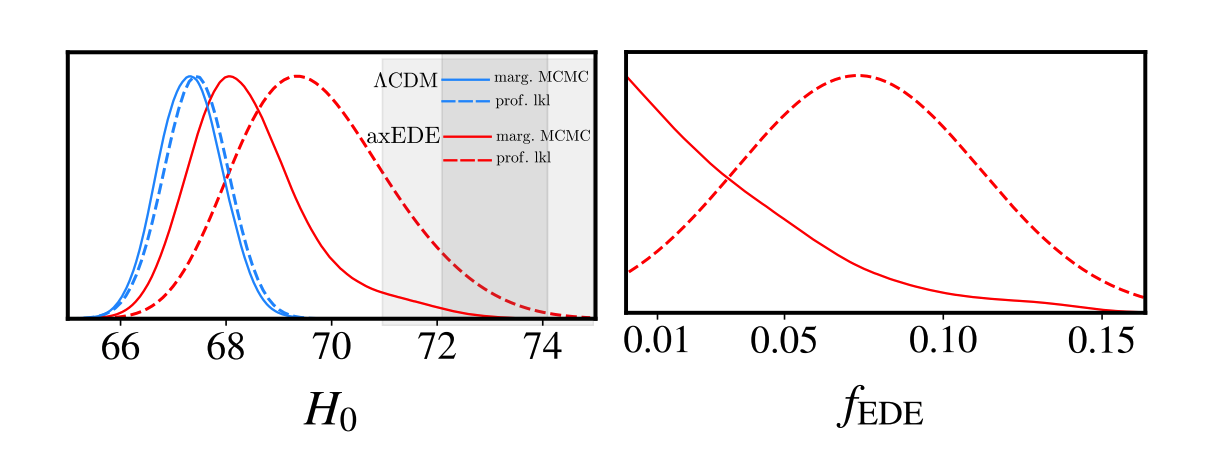 ΛCDM marg. MCMC
prof. lkl
axEDE marg. MCMC
prof. lkl
66 68 70 72 74
H₀
0.01 0.05 0.10 0.15
f_EDE